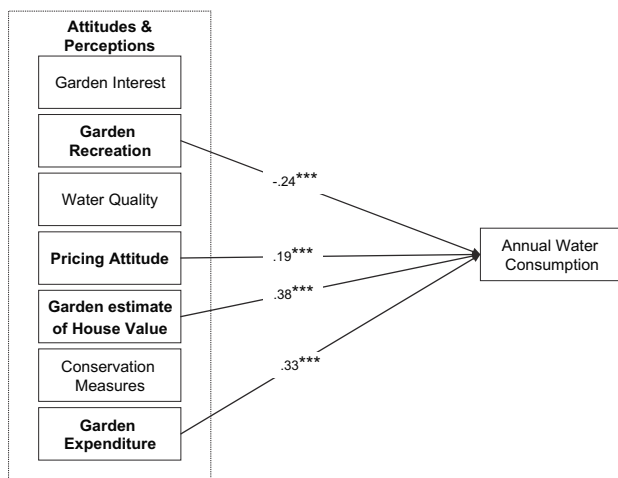 Attitudes &
Perceptions
Garden Interest
Garden
Recreation
-.24***
Water Quality
Annual Water
Consumption
Pricing Attitude
.19***
Garden estimate
of House Value
.38***
Conservation
Measures
.33***
Garden
Expenditure